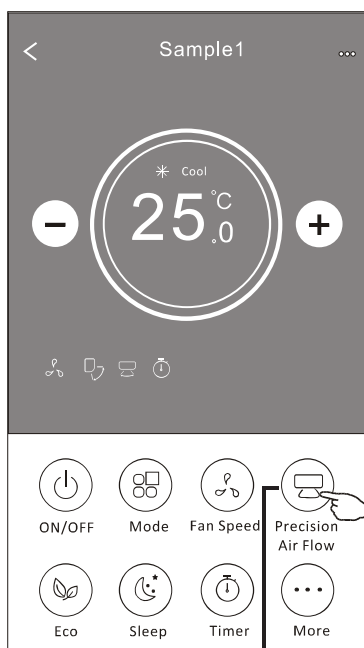 Sample1
Cool
25.0°C
ON/OFF
Mode
Fan Speed
Precision
Air Flow
Eco
Sleep
Timer
More